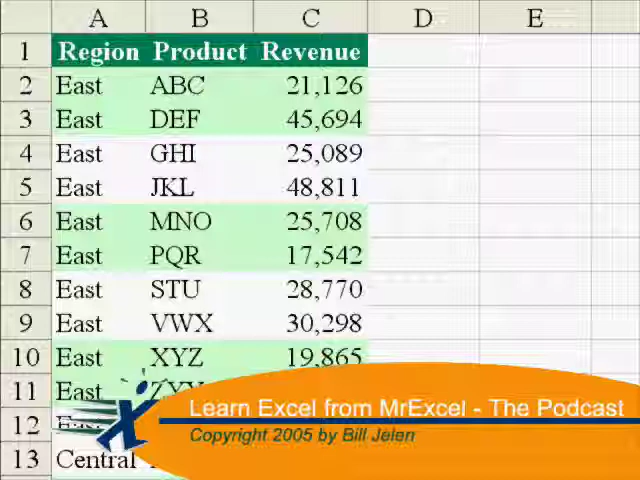 A B C D E
1 Region Product Revenue
2 East ABC 21,126
3 East DEF 45,694
4 East GHI 25,089
5 East JKL 48,811
6 East MNO 25,708
7 East PQR 17,542
8 East STU 28,770
9 East VWX 30,298
10 East XYZ 19,865
11 East
12
13 Central
Learn Excel from MrExcel - The Podcast
Copyright 2005 by Bill Jelen